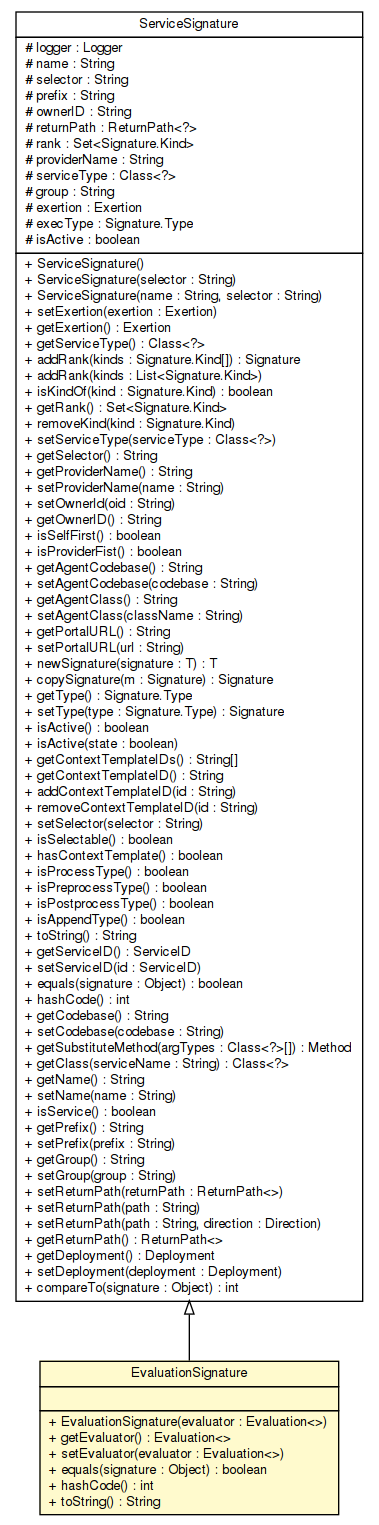 ServiceSignature
# logger : Logger
# name : String
# selector : String
# prefix : String
# ownerID : String
# returnPath : ReturnPath<?>
# rank : Set<Signature.Kind>
# providerName : String
# serviceType : Class<?>
# group : String
# exertion : Exertion
# execType : Signature.Type
# isActive : boolean
+ ServiceSignature()
+ ServiceSignature(selector : String)
+ ServiceSignature(name : String, selector : String)
+ setExertion(exertion : Exertion)
+ getExertion() : Exertion
+ getServiceType() : Class<?>
+ addRank(kinds : Signature.Kind[]) : Signature
+ addRank(kinds : List<Signature.Kind>)
+ isKindOf(kind : Signature.Kind) : boolean
+ getRank() : Set<Signature.Kind>
+ removeKind(kind : Signature.Kind)
+ setServiceType(serviceType : Class<?>)
+ getSelector() : String
+ getProviderName() : String
+ setProviderName(name : String)
+ setOwnerId(oid : String)
+ getOwnerID() : String
+ isSelfFirst() : boolean
+ isProviderFist() : boolean
+ getAgentCodebase() : String
+ setAgentCodebase(codebase : String)
+ getAgentClass() : String
+ setAgentClass(className : String)
+ getPortalURL() : String
+ setPortalURL(url : String)
+ newSignature(signature : T) : T
+ copySignature(m : Signature) : Signature
+ getType() : Signature.Type
+ setType(type : Signature.Type) : Signature
+ isActive() : boolean
+ isActive(state : boolean)
+ getContextTemplateIDs() : String[]
+ getContextTemplateID() : String
+ addContextTemplateID(id : String)
+ removeContextTemplateID(id : String)
+ setSelector(selector : String)
+ isSelectable() : boolean
+ hasContextTemplate() : boolean
+ isProcessType() : boolean
+ isPreprocessType() : boolean
+ isPostprocessType() : boolean
+ isAppendType() : boolean
+ toString() : String
+ getServiceID() : ServiceID
+ setServiceID(id : ServiceID)
+ equals(signature : Object) : boolean
+ hashCode() : int
+ getCodebase() : String
+ setCodebase(codebase : String)
+ getSubstituteMethod(argTypes : Class<?>[]) : Method
+ getClass(serviceName : String) : Class<?>
+ getName() : String
+ setName(name : String)
+ isService() : boolean
+ getPrefix() : String
+ setPrefix(prefix : String)
+ getGroup() : String
+ setGroup(group : String)
+ setReturnPath(returnPath : ReturnPath<>)
+ setReturnPath(path : String)
+ setReturnPath(path : String, direction : Direction)
+ getReturnPath() : ReturnPath<>
+ getDeployment() : Deployment
+ setDeployment(deployment : Deployment)
+ compareTo(signature : Object) : int
EvaluationSignature
+ EvaluationSignature(evaluator : Evaluation<>)
+ getEvaluator() : Evaluation<>
+ setEvaluator(evaluator : Evaluation<>)
+ equals(signature : Object) : boolean
+ hashCode() : int
+ toString() : String